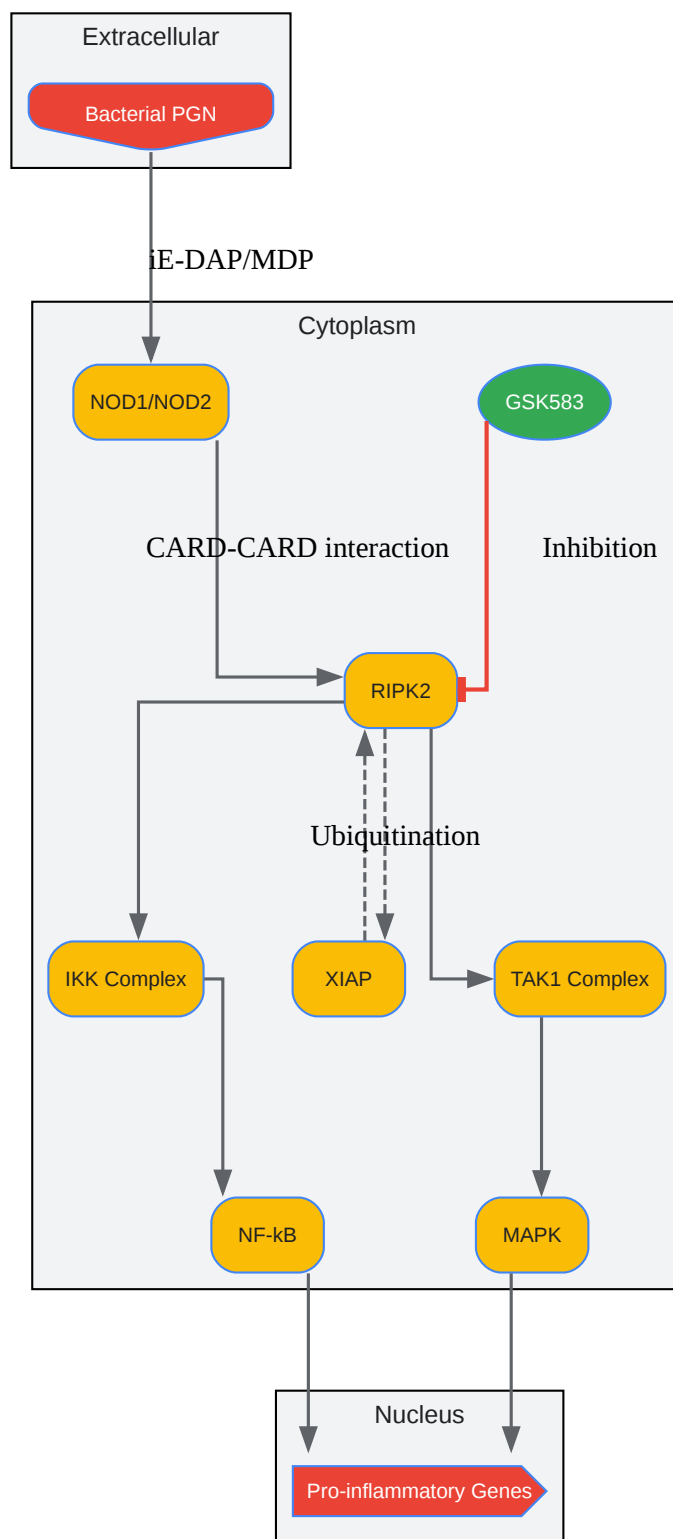 Extracellular
Bacterial PGN
iE-DAP/MDP
Cytoplasm
NOD1/NOD2
GSK583
CARD-CARD interaction
Inhibition
RIPK2
Ubiquitination
IKK Complex
XIAP
TAK1 Complex
NF-kB
MAPK
Nucleus
Pro-inflammatory Genes